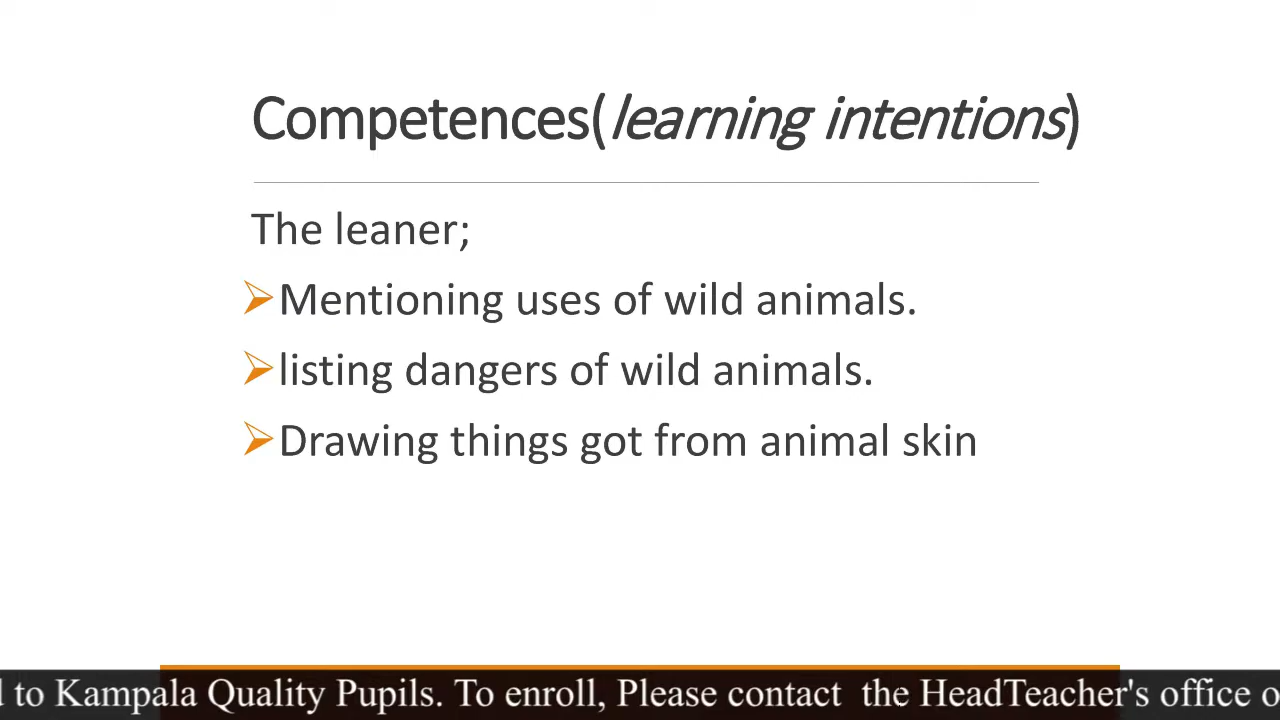 Competences(learning intentions)
The leaner;
Mentioning uses of wild animals.
listing dangers of wild animals.
Drawing things got from animal skin
to Kampala Quality Pupils. To enroll, Please contact the HeadTeacher's office